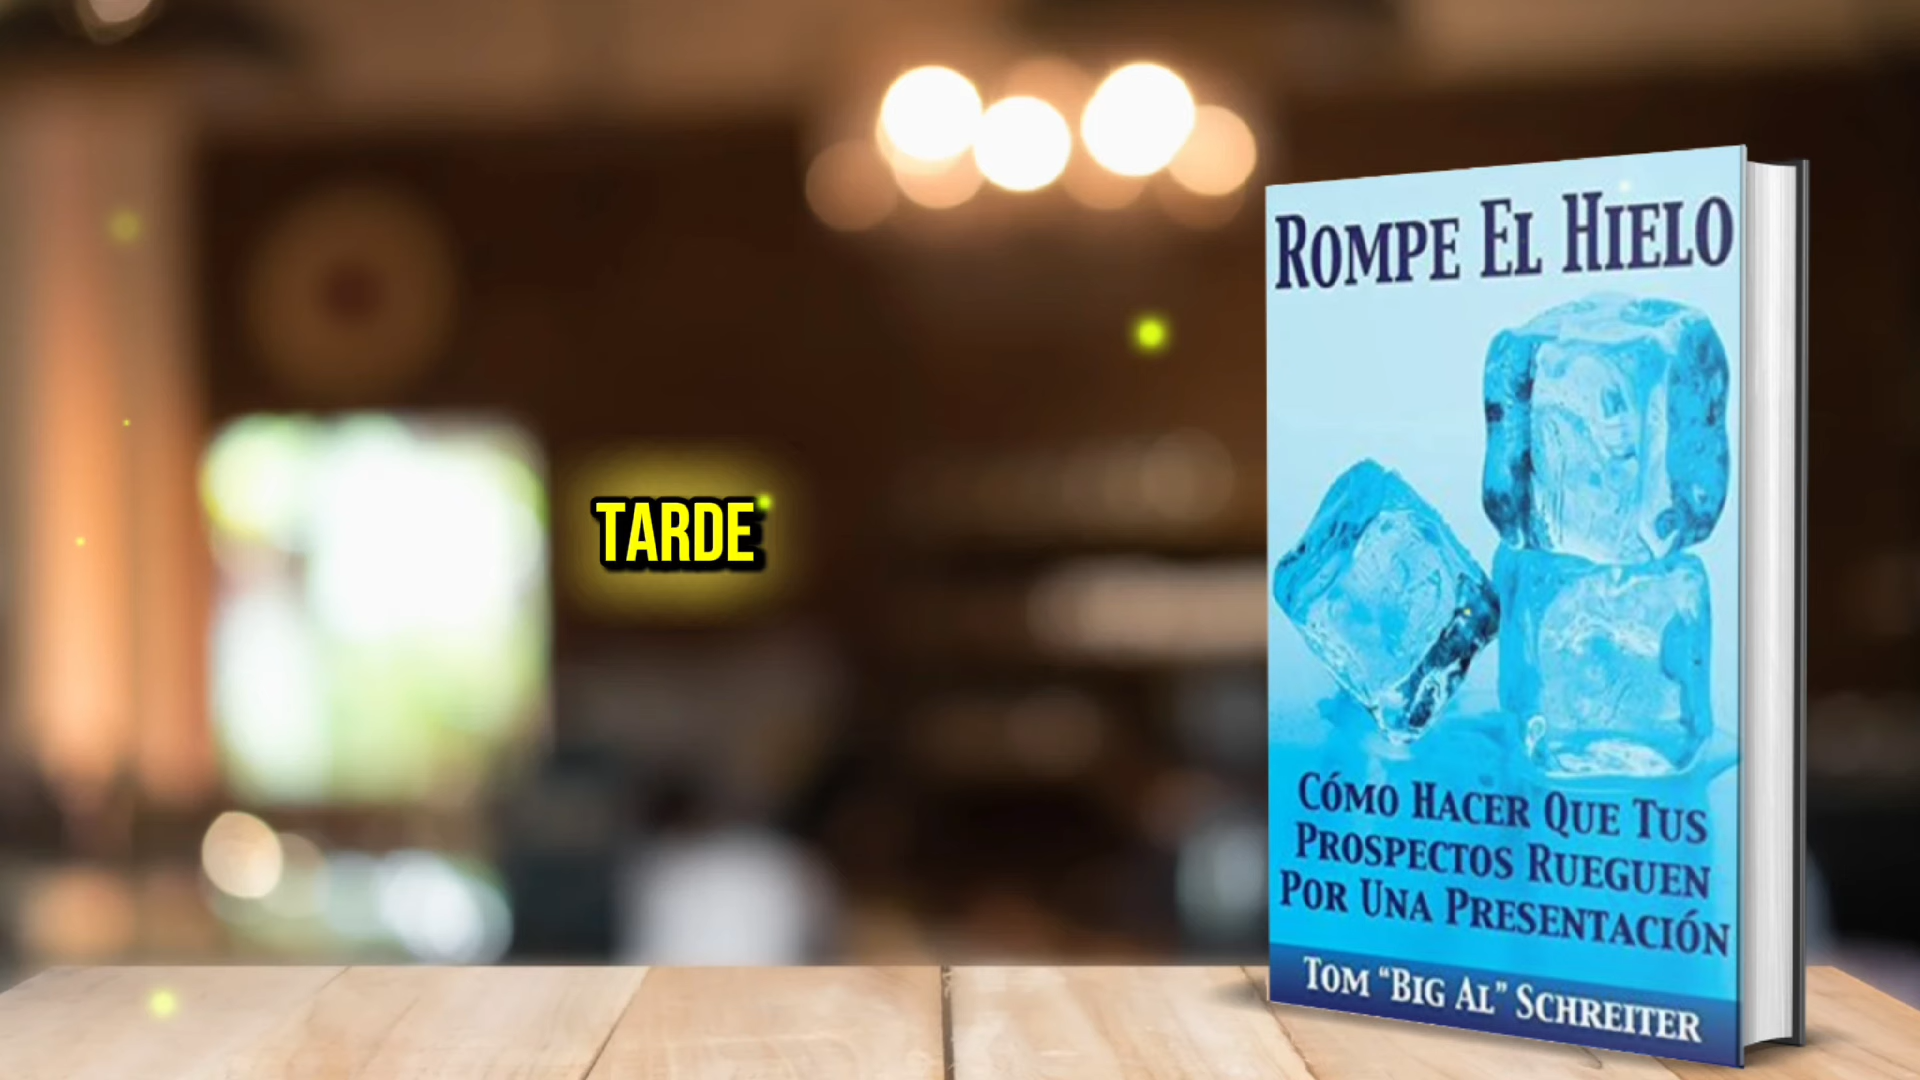 TARDE
ROMPE EL HIELO
CÓMO HACER QUE TUS
PROSPECTOS RUEGUEN
POR UNA PRESENTACIÓN
TOM “BIG AL” SCHREITER